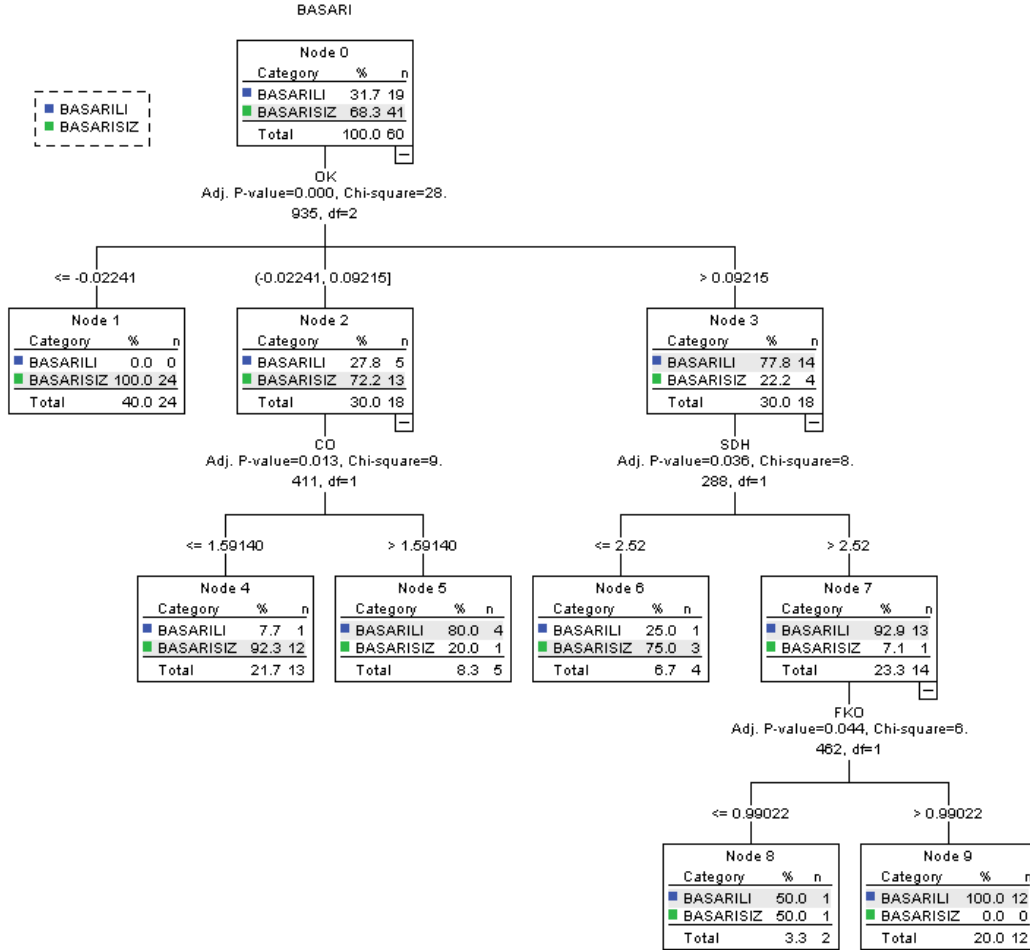 BASARI
Node 0
Category % n
BASARILI 31.7 19
BASARISIZ 68.3 41
Total 100.0 60
BASARILI
BASARISIZ
OK
Adj. P-value=0.000, Chi-square=28.
935, df=2
<= -0.02241
(-0.02241, 0.09215]
> 0.09215
Node 1
Category % n
BASARILI 0.0 0
BASARISIZ 100.0 24
Total 40.0 24
Node 2
Category % n
BASARILI 27.8 5
BASARISIZ 72.2 13
Total 30.0 18
Node 3
Category % n
BASARILI 77.8 14
BASARISIZ 22.2 4
Total 30.0 18
CO
Adj. P-value=0.013, Chi-square=9.
411, df=1
SDH
Adj. P-value=0.036, Chi-square=8.
288, df=1
<= 1.59140
> 1.59140
<= 2.52
> 2.52
Node 4
Category % n
BASARILI 7.7 1
BASARISIZ 92.3 12
Total 21.7 13
Node 5
Category % n
BASARILI 80.0 4
BASARISIZ 20.0 1
Total 8.3 5
Node 6
Category % n
BASARILI 25.0 1
BASARISIZ 75.0 3
Total 6.7 4
Node 7
Category % n
BASARILI 92.9 13
BASARISIZ 7.1 1
Total 23.3 14
FKO
Adj. P-value=0.044, Chi-square=6.
462, df=1
<= 0.99022
> 0.99022
Node 8
Category % n
BASARILI 50.0 1
BASARISIZ 50.0 1
Total 3.3 2
Node 9
Category % n
BASARILI 100.0 12
BASARISIZ 0.0 0
Total 20.0 12